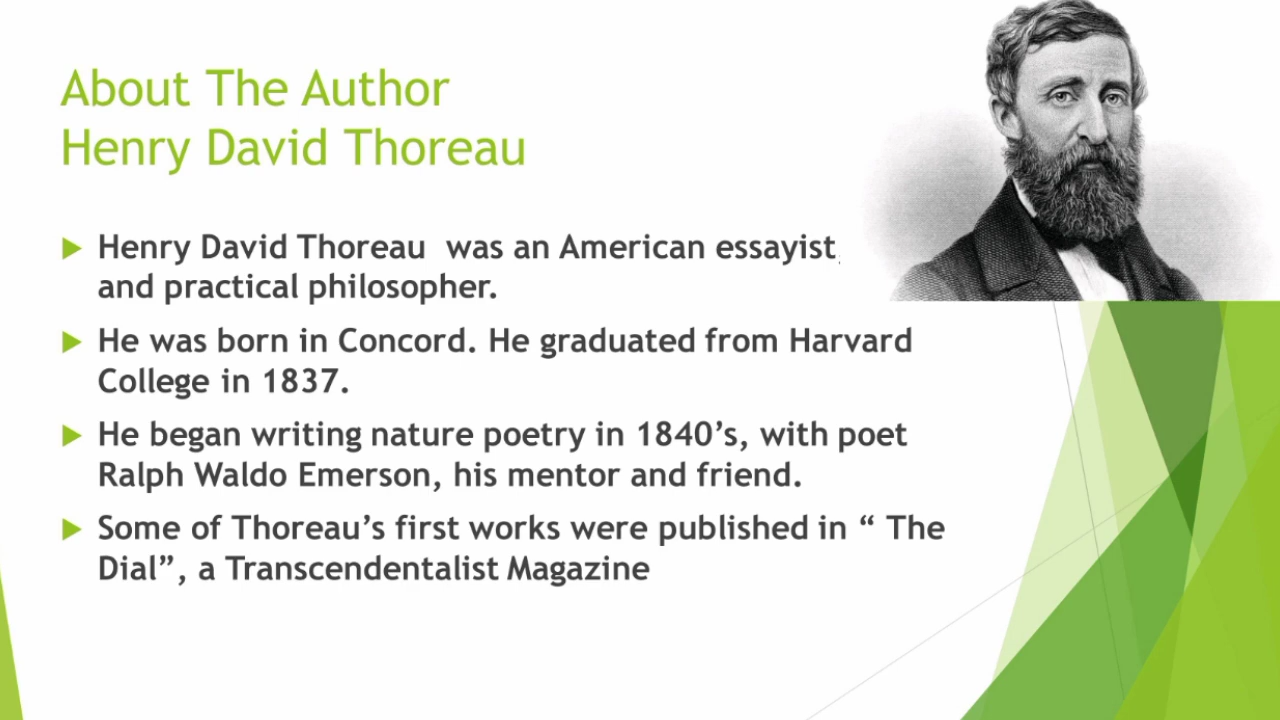 About The Author
Henry David Thoreau
Henry David Thoreau  was an American essayist,
and practical philosopher.
He was born in Concord. He graduated from Harvard
College in 1837.
He began writing nature poetry in 1840’s, with poet
Ralph Waldo Emerson, his mentor and friend.
Some of Thoreau’s first works were published in “ The
Dial”, a Transcendentalist Magazine